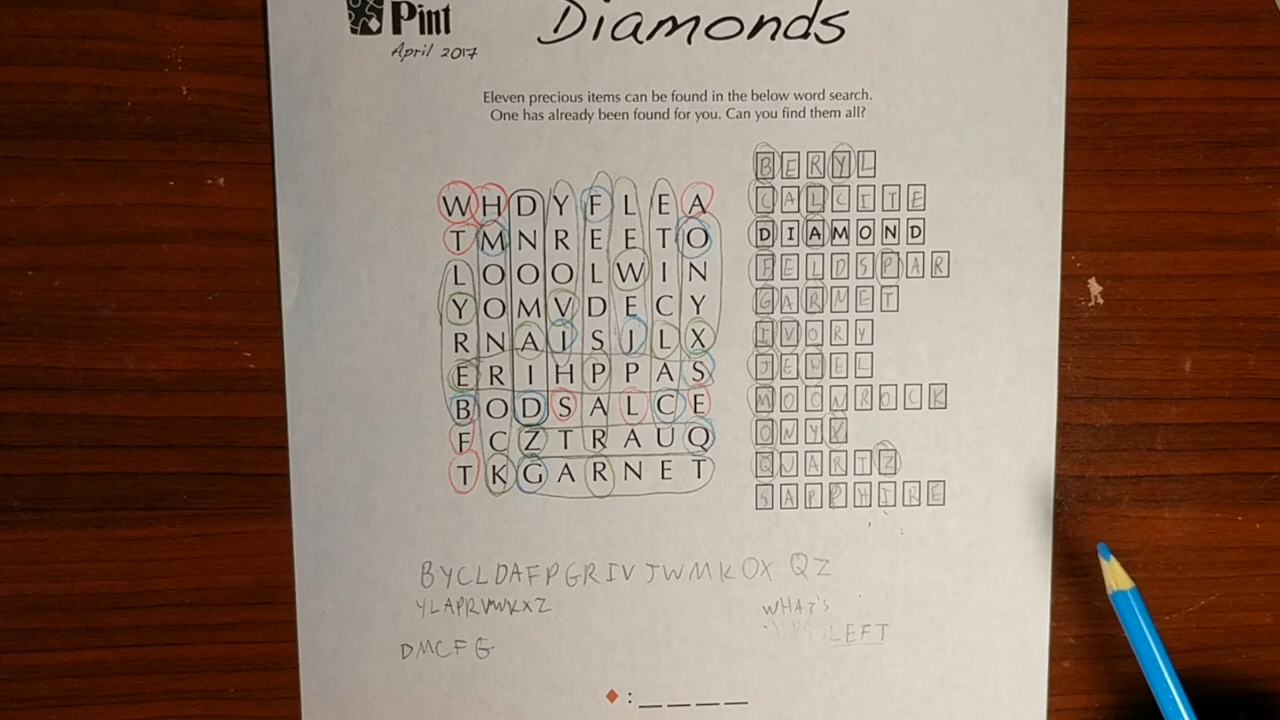 Pint
Diamonds
April 2017
Eleven precious items can be found in the below word search.
One has already been found for you. Can you find them all?
W H D Y F L E A
T M N R E E T O
L O O O L W I N
Y O M V D E C Y
R N A I S J L X
E R I H P P A S
B O D S A L C E
F C Z T R A U Q
T K G A R N E T
BERYL
CALCITE
DIAMOND
FELDSPAR
GARNET
IVORY
JEWEL
MOONROCK
ONYX
QUARTZ
SAPPHIRE
BYCLDAFPGRIVJWMKOX QZ
YLAPRVWKXZ
WHAT'S
LEFT
DMCFG
: _ _ _ _